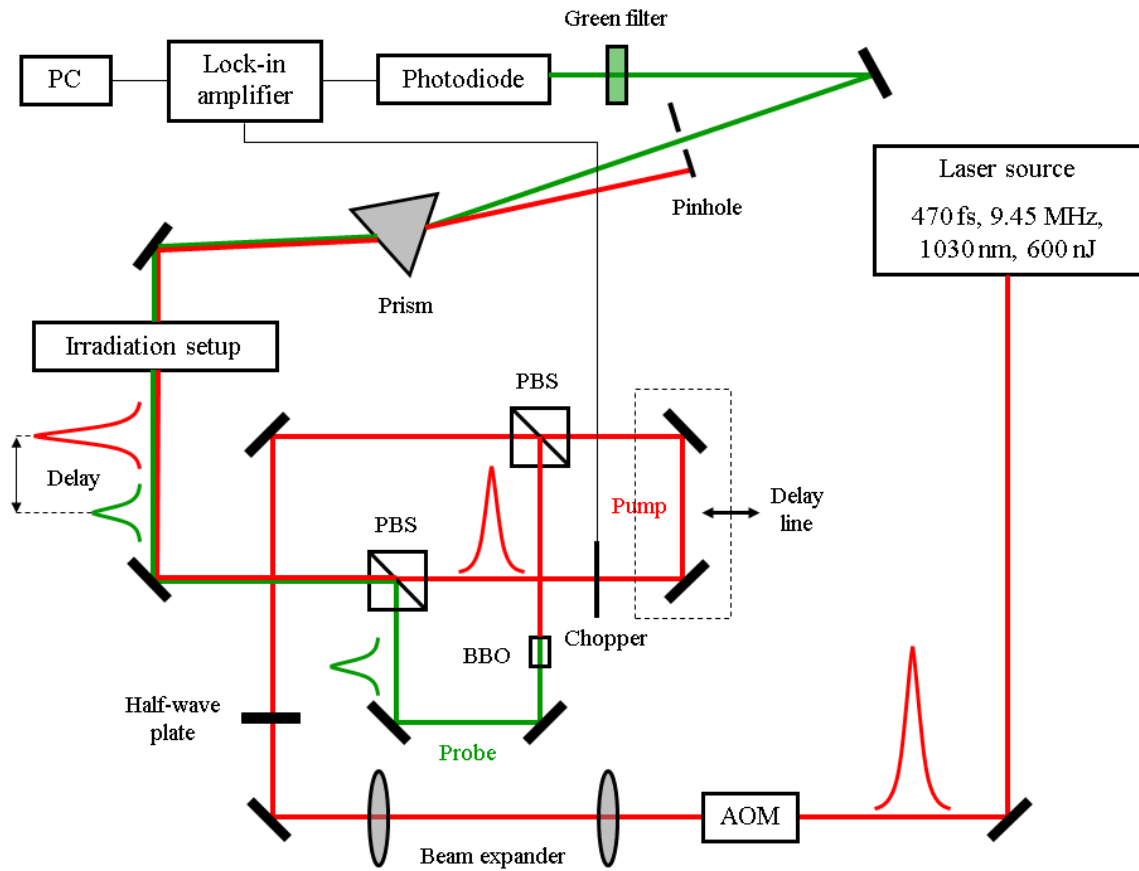 Green filter
PC
Lock-in
amplifier
Photodiode
Laser source
470 fs, 9.45 MHz,
1030 nm, 600 nJ
Pinhole
Prism
Irradiation setup
PBS
Delay
Pump
Delay
line
PBS
Chopper
BBO
Half-wave
plate
Probe
AOM
Beam expander